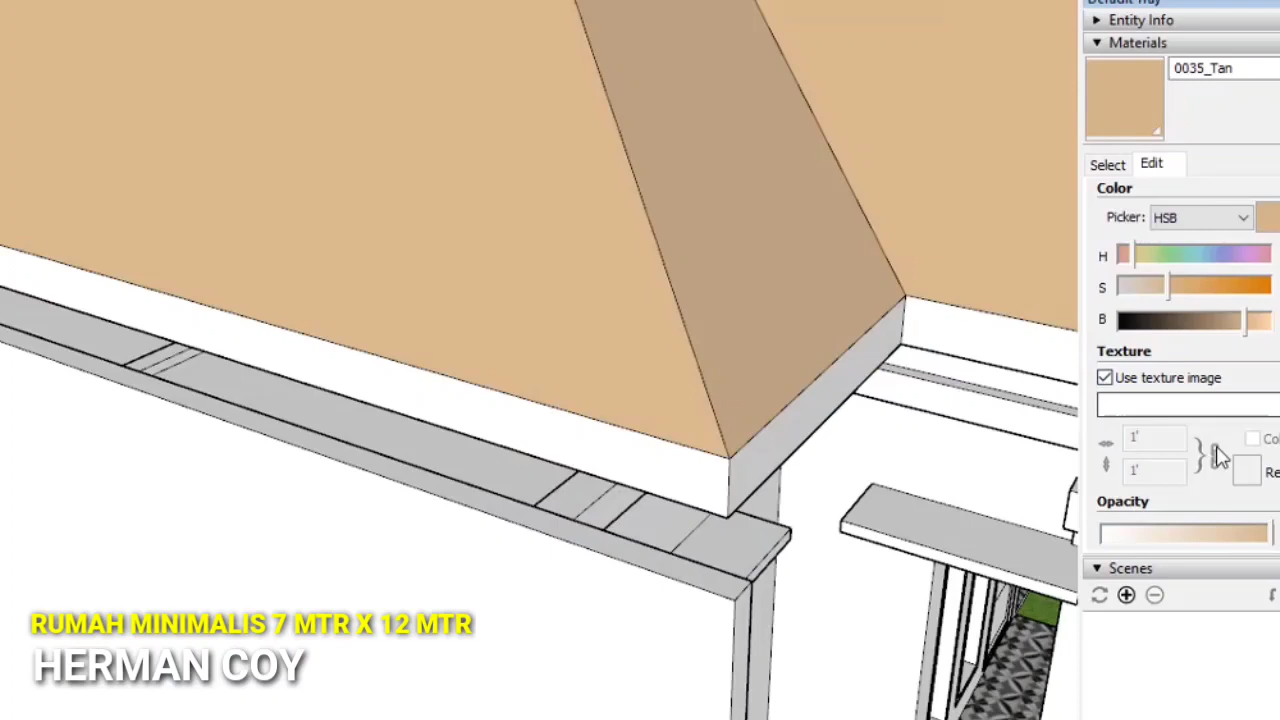 Default Tray
Entity Info
Materials
0035_Tan
Select Edit
Color
Picker: HSB
H
S
B
Texture
Use texture image
1'
1'
Opacity
Scenes
RUMAH MINIMALIS 7 MTR X 12 MTR
HERMAN COY